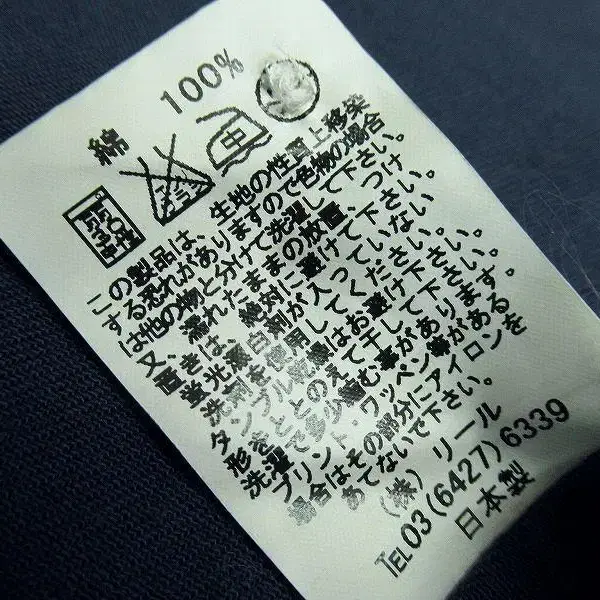 綿 100%
この製品は、生地の性質上移染
する恐れがありますので色物の場合
は他の物と分けて洗濯して下さい。
又、濡れたままの放置、つけ
置きは、絶対に避けて下さい。
蛍光蛍白剤が入っていない
洗剤を使用してください。
タンブル乾燥はお避け下さい。
形をととのえて干して下さい。
洗濯で多少縮む事があります。
プリント・ワッペン等がある
場合はその部分にアイロンを
あてないで下さい。
(株)リール
TEL 03(6427)6339
日本製